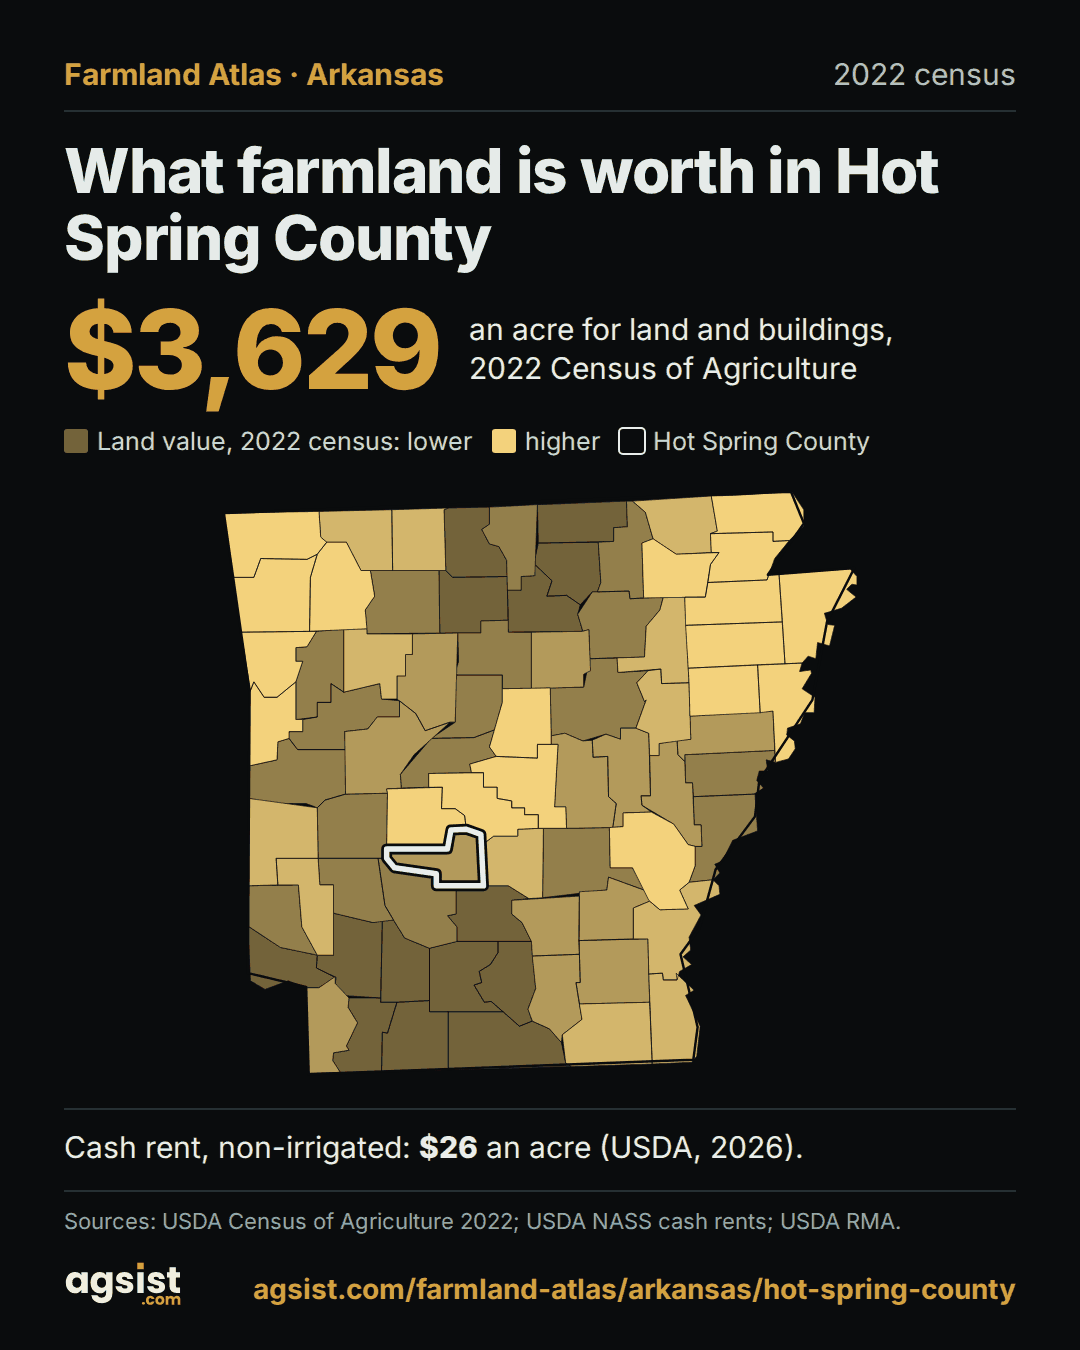 Farmland Atlas · Arkansas
2022 census
What farmland is worth in Hot
Spring County
$3,629
an acre for land and buildings,
2022 Census of Agriculture
Land value, 2022 census: lower
higher
Hot Spring County
Cash rent, non-irrigated: $26 an acre (USDA, 2026).
Sources: USDA Census of Agriculture 2022; USDA NASS cash rents; USDA RMA.
agsist
.com
agsist.com/farmland-atlas/arkansas/hot-spring-county